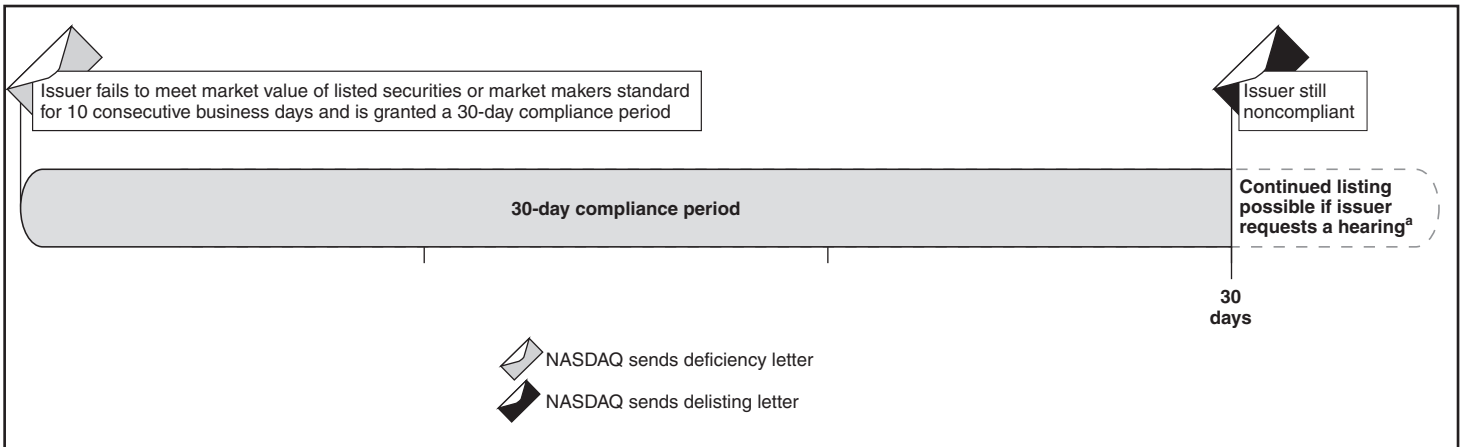 Issuer fails to meet market value of listed securities or market makers standard
for 10 consecutive business days and is granted a 30-day compliance period
Issuer still
noncompliant
30-day compliance period
Continued listing
possible if issuer
requests a hearingᵃ
30
days
NASDAQ sends deficiency letter
NASDAQ sends delisting letter